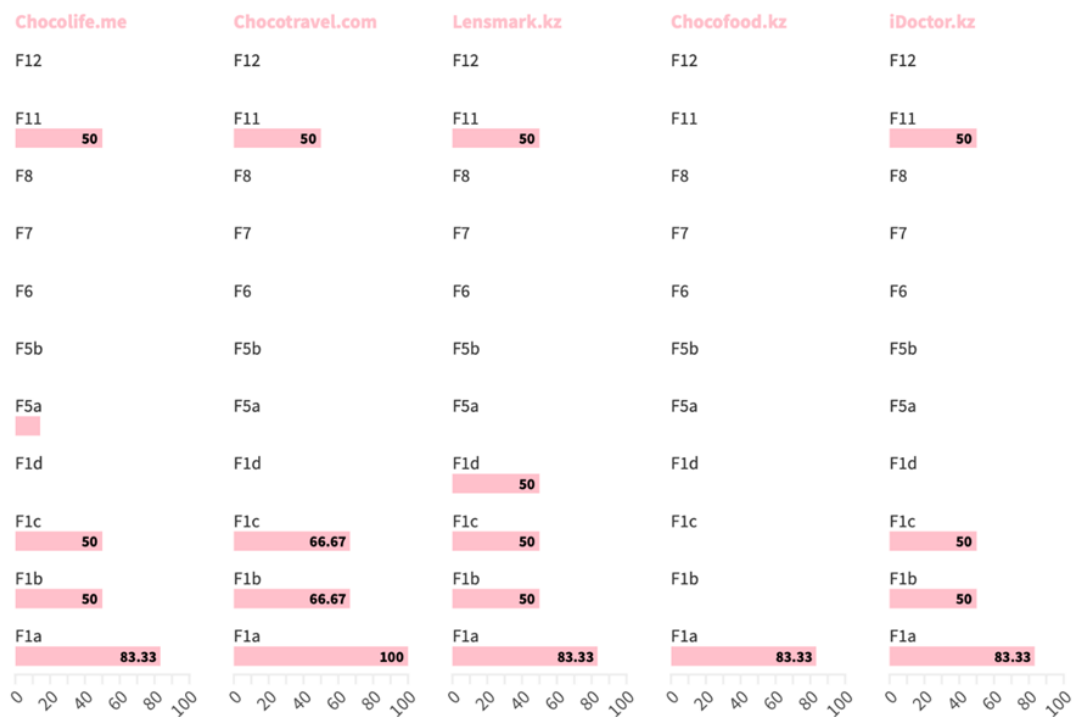 Chocolife.me Chocotravel.com Lensmark.kz Chocofood.kz iDoctor.kz
F12 F12 F12 F12 F12
F11 F11 F11 F11 F11
50 50 50 50
F8 F8 F8 F8 F8
F7 F7 F7 F7 F7
F6 F6 F6 F6 F6
F5b F5b F5b F5b F5b
F5a F5a F5a F5a F5a
F1d F1d F1d F1d F1d
50
F1c F1c F1c F1c F1c
50 66.67 50 50
F1b F1b F1b F1b F1b
50 66.67 50 50
F1a F1a F1a F1a F1a
83.33 100 83.33 83.33 83.33
0 20 40 60 80 100 0 20 40 60 80 100 0 20 40 60 80 100 0 20 40 60 80 100 0 20 40 60 80 100